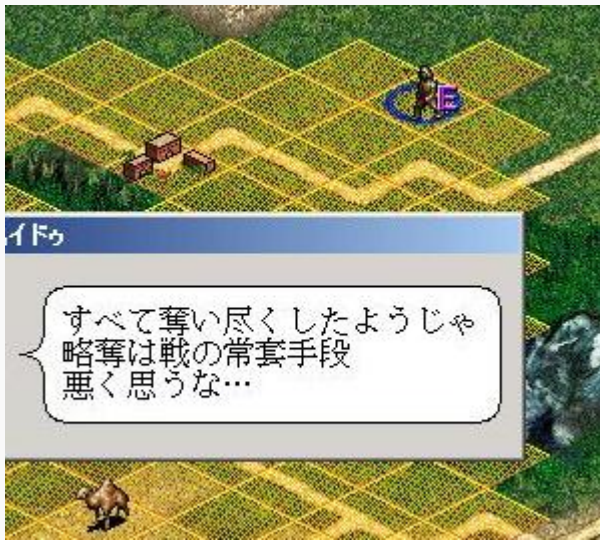 E
イドゥ
すべて奪い尽くしたようじゃ
略奪は戦の常套手段
悪く思うな…